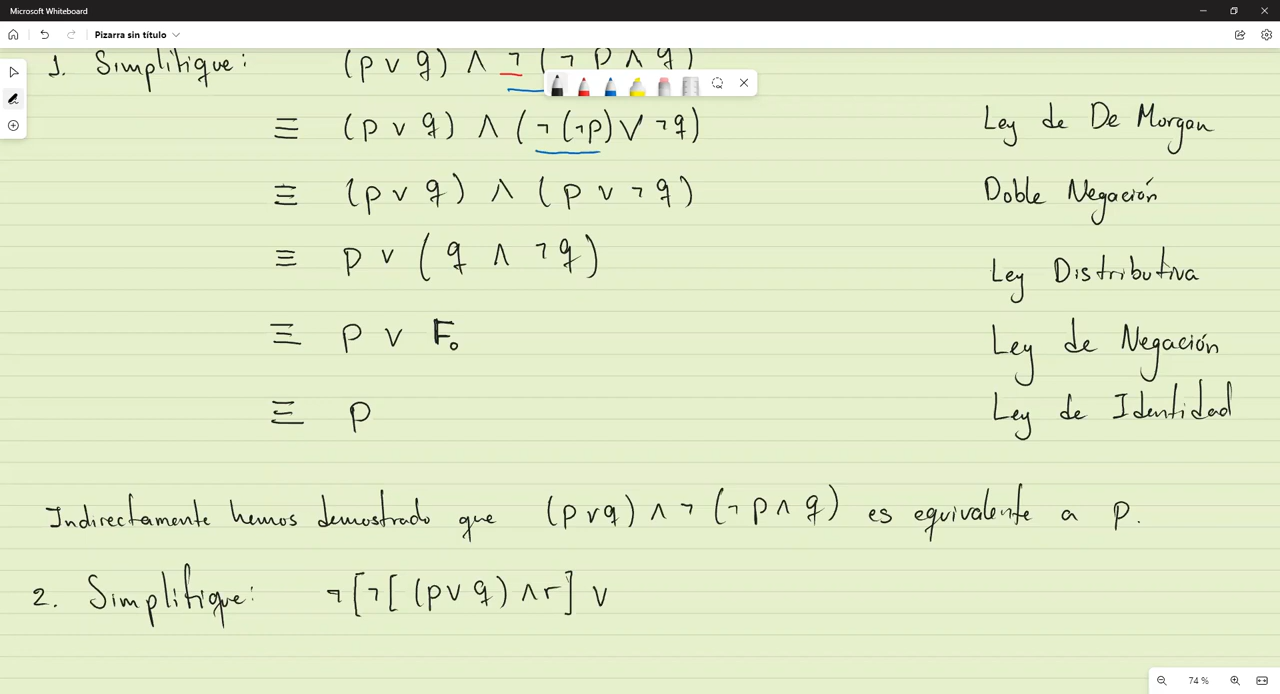 Microsoft Whiteboard
Pizarra sin título
1. Simplifique: (p ∨ q) ∧ ¬ (¬ p ∧ q)
≡ (p ∨ q) ∧ (¬ (¬p) ∨ ¬q) Ley de De Morgan
≡ (p ∨ q) ∧ (p ∨ ¬ q) Doble Negación
≡ p ∨ (q ∧ ¬q) Ley Distributiva
≡ p ∨ F₀ Ley de Negación
≡ p Ley de Identidad
Indirectamente hemos demostrado que (p ∨ q) ∧ ¬ (¬ p ∧ q) es equivalente a p.
2. Simplifique: ¬ [¬ [ (p ∨ q) ∧ r ] ∨
74 %